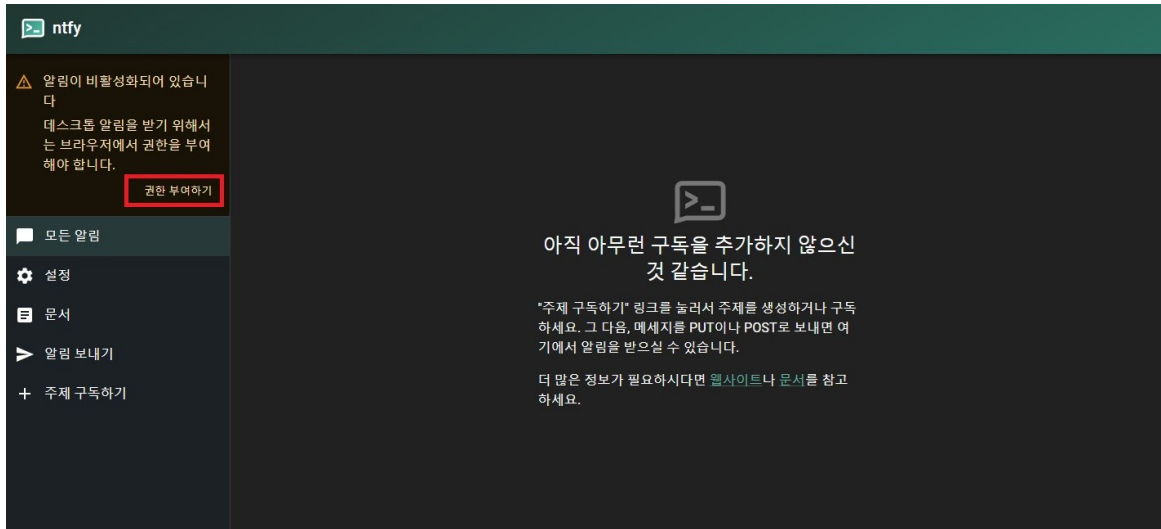 ntfy
알림이 비활성화되어 있습니
다
데스크톱 알림을 받기 위해서
는 브라우저에서 권한을 부여
해야 합니다.
권한 부여하기
모든 알림
설정
문서
알림 보내기
주제 구독하기
아직 아무런 구독을 추가하지 않으신
것 같습니다.
"주제 구독하기" 링크를 눌러서 주제를 생성하거나 구독
하세요. 그 다음, 메세지를 PUT이나 POST로 보내면 여
기에서 알림을 받으실 수 있습니다.
더 많은 정보가 필요하시다면 웹사이트나 문서를 참고
하세요.